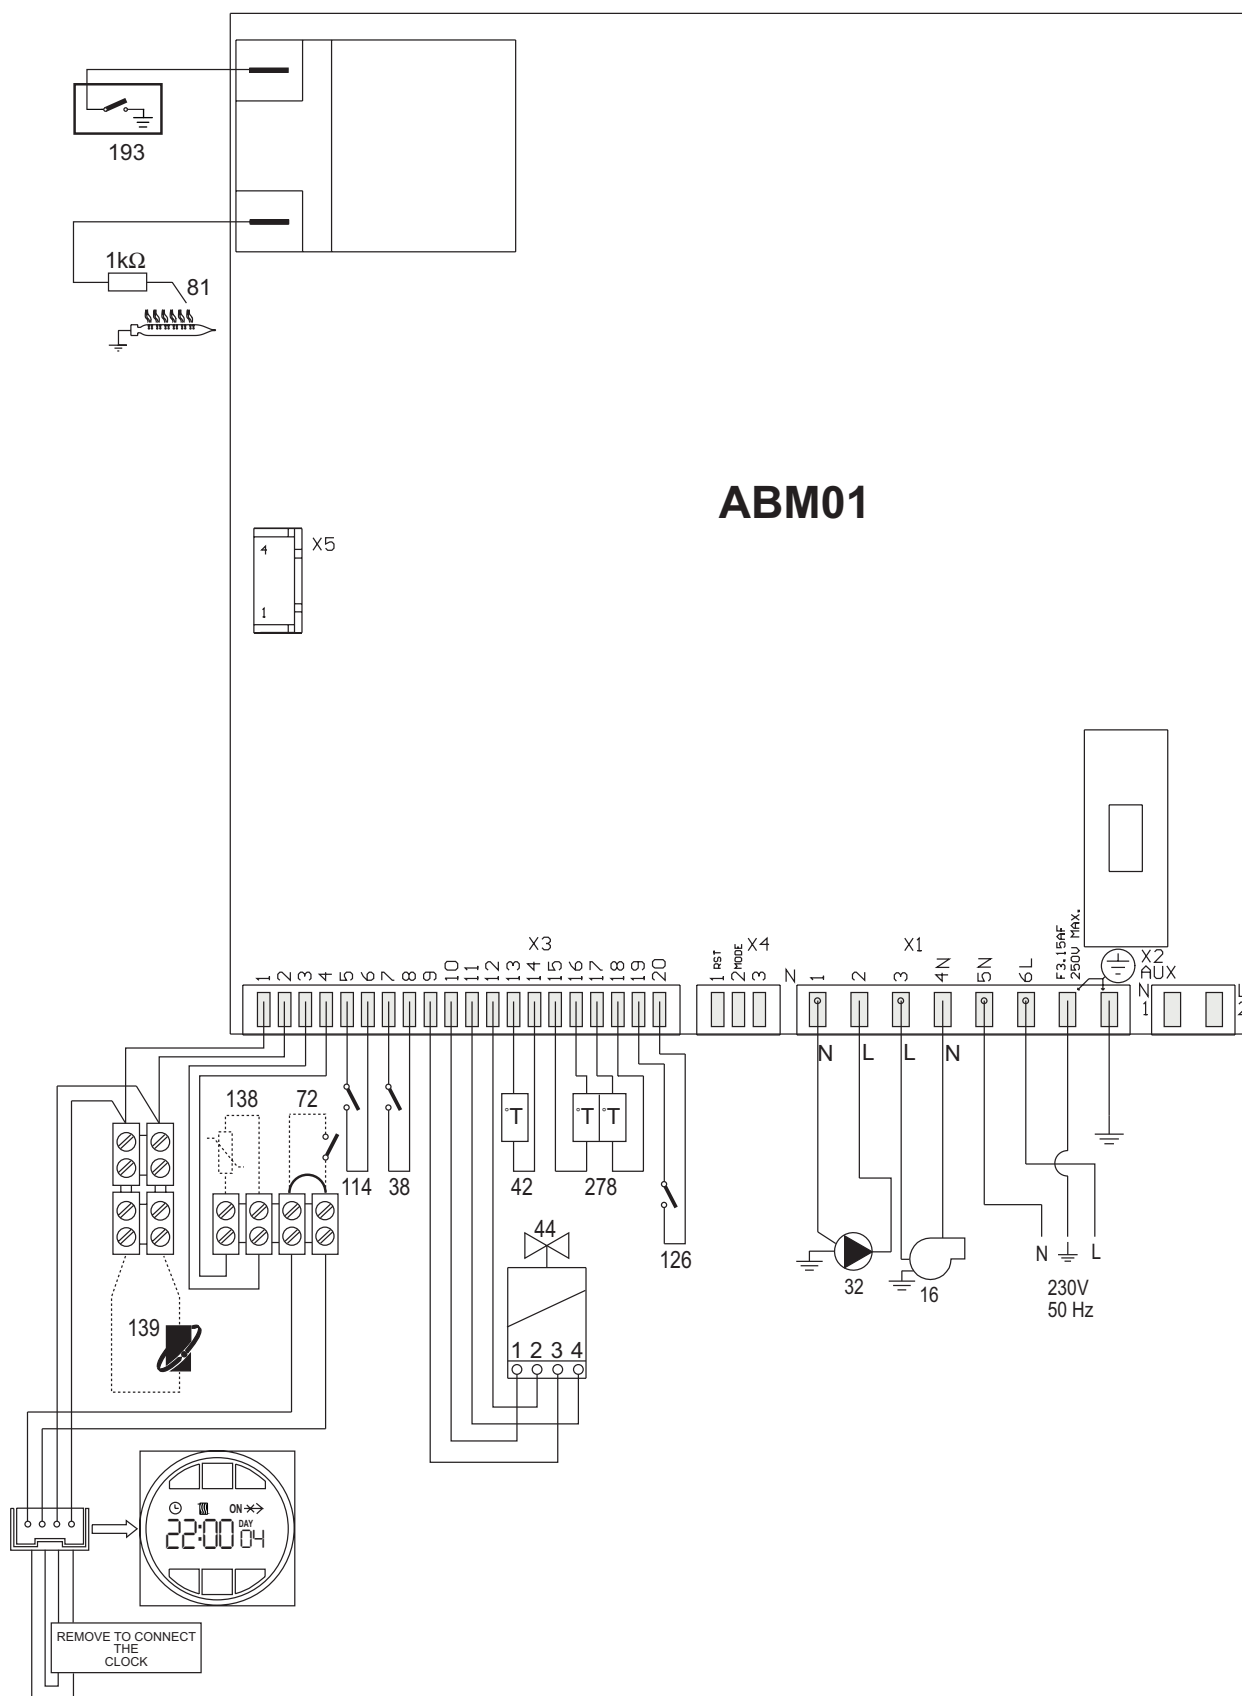 193
1kΩ
81
ABM01
4
X5
1
X3
1 2 3 4 5 6 7 8 9 10 11 12 13 14 15 16 17 18 19 20
X4
1 RST
2 MODE
3
X1
N 1 2 3 4N 5N 6L
F3.15AF
250V MAX.
X2
AUX
N
1
L
2
N L L N
138
72
114
38
°T
°T
°T
42
278
126
44
1 2 3 4
32
16
N L
230V
50 Hz
139
ON
22:00
DAY
04
REMOVE TO CONNECT
THE
CLOCK